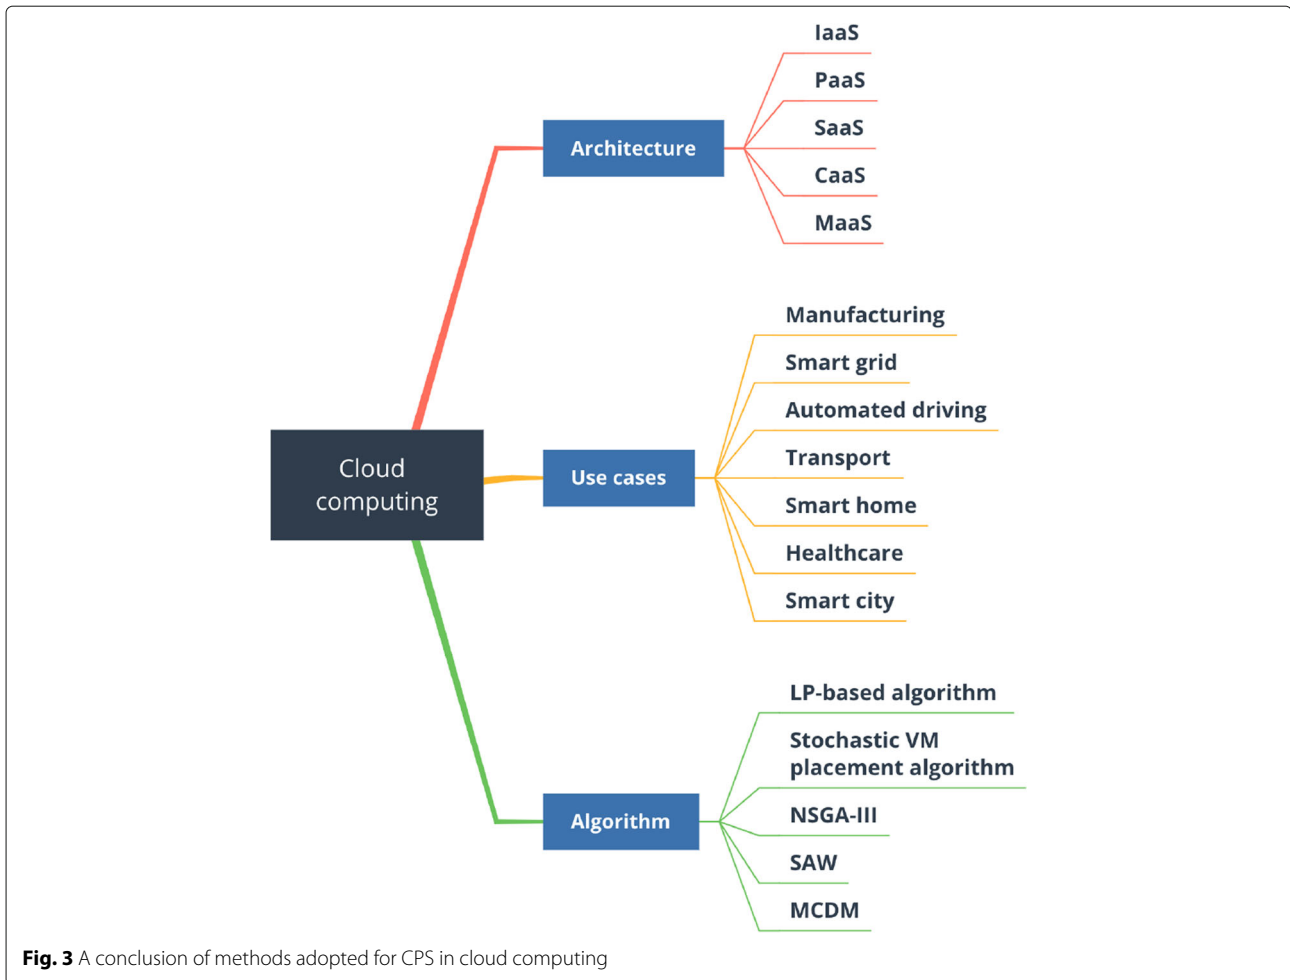 IaaS
PaaS
SaaS
CaaS
MaaS
Architecture
Manufacturing
Smart grid
Automated driving
Transport
Smart home
Healthcare
Smart city
Use cases
Cloud
computing
LP-based algorithm
Stochastic VM
placement algorithm
NSGA-III
SAW
MCDM
Algorithm
Fig. 3 A conclusion of methods adopted for CPS in cloud computing